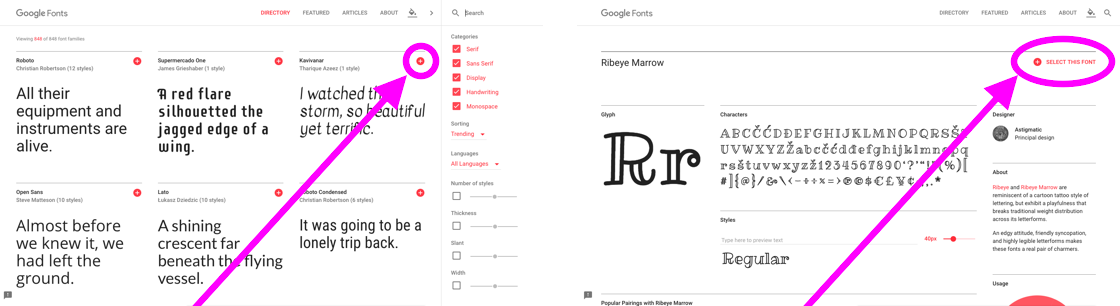 Google Fonts
DIRECTORY FEATURED ARTICLES ABOUT
Search
Viewing 848 of 848 font families
Roboto
Christian Robertson (12 styles)
All their
equipment and
instruments are
alive.
Supermercado One
James Grieshaber (1 style)
A red flare
silhouetted the
jagged edge of a
wing.
Kavivanar
Tharique Azeez (1 style)
I watched the
storm, so beautiful
yet terrific.
Open Sans
Steve Matteson (10 styles)
Almost before
we knew it, we
had left the
ground.
Lato
Łukasz Dziedzic (10 styles)
A shining
crescent far
beneath the flying
vessel.
Roboto Condensed
Christian Robertson (6 styles)
It was going to be a
lonely trip back.
Categories
Serif
Sans Serif
Display
Handwriting
Monospace
Sorting
Trending
Languages
All Languages
Number of styles
Thickness
Slant
Width
Google Fonts
DIRECTORY FEATURED ARTICLES ABOUT
Ribeye Marrow
SELECT THIS FONT
Glyph
Rr
Characters
ABCČĆDĐEFGHIJKLMNOPQRSŠT
UVWXYZŽabcčćdđefghijklmnopq
rsštuvwxyzž1234567890‘?’“!”(%)[
#]{@}/&\<-+÷×=>®©$€£¥¢:;,.*
Styles
Type here to preview text
40px
Regular
Popular Pairings with Ribeye Marrow
Designer
Astigmatic
Principal design
About
Ribeye and Ribeye Marrow are
reminiscent of a cartoon tattoo style of
lettering, but exhibit a playfulness that
breaks traditional weight distribution
across its letterforms.
An edgy attitude, friendly syncopation,
and highly legible letterforms makes
these fonts a real pair of charmers.
Usage